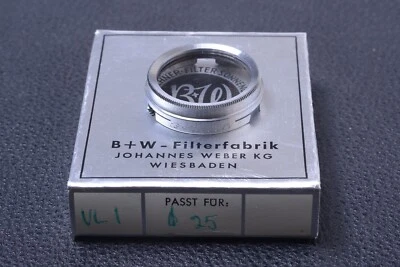 B+W
B+W-Filterfabrik
JOHANNES WEBER KG
WIESBADEN
VL 1
PASST FÜR:
25